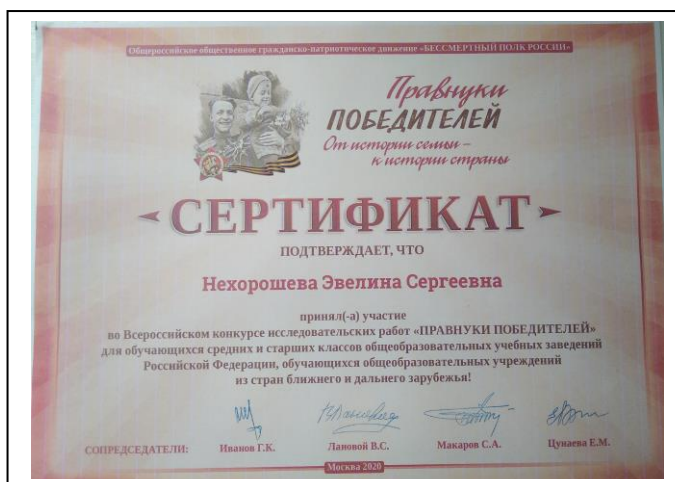 Общероссийское общественное гражданско-патриотическое движение «БЕССМЕРТНЫЙ ПОЛК РОССИИ»
Правнуки
ПОБЕДИТЕЛЕЙ
От истории семьи –
к истории страны
СЕРТИФИКАТ
ПОДТВЕРЖДАЕТ, ЧТО
Нехорошева Эвелина Сергеевна
принял(-а) участие
во Всероссийском конкурсе исследовательских работ «ПРАВНУКИ ПОБЕДИТЕЛЕЙ»
для обучающихся средних и старших классов общеобразовательных учебных заведений
Российской Федерации, обучающихся общеобразовательных учреждений
из стран ближнего и дальнего зарубежья!
СОПРЕДСЕДАТЕЛИ: Иванов Г.К. Лановой В.С. Макаров С.А. Цунаева Е.М.
Москва 2020